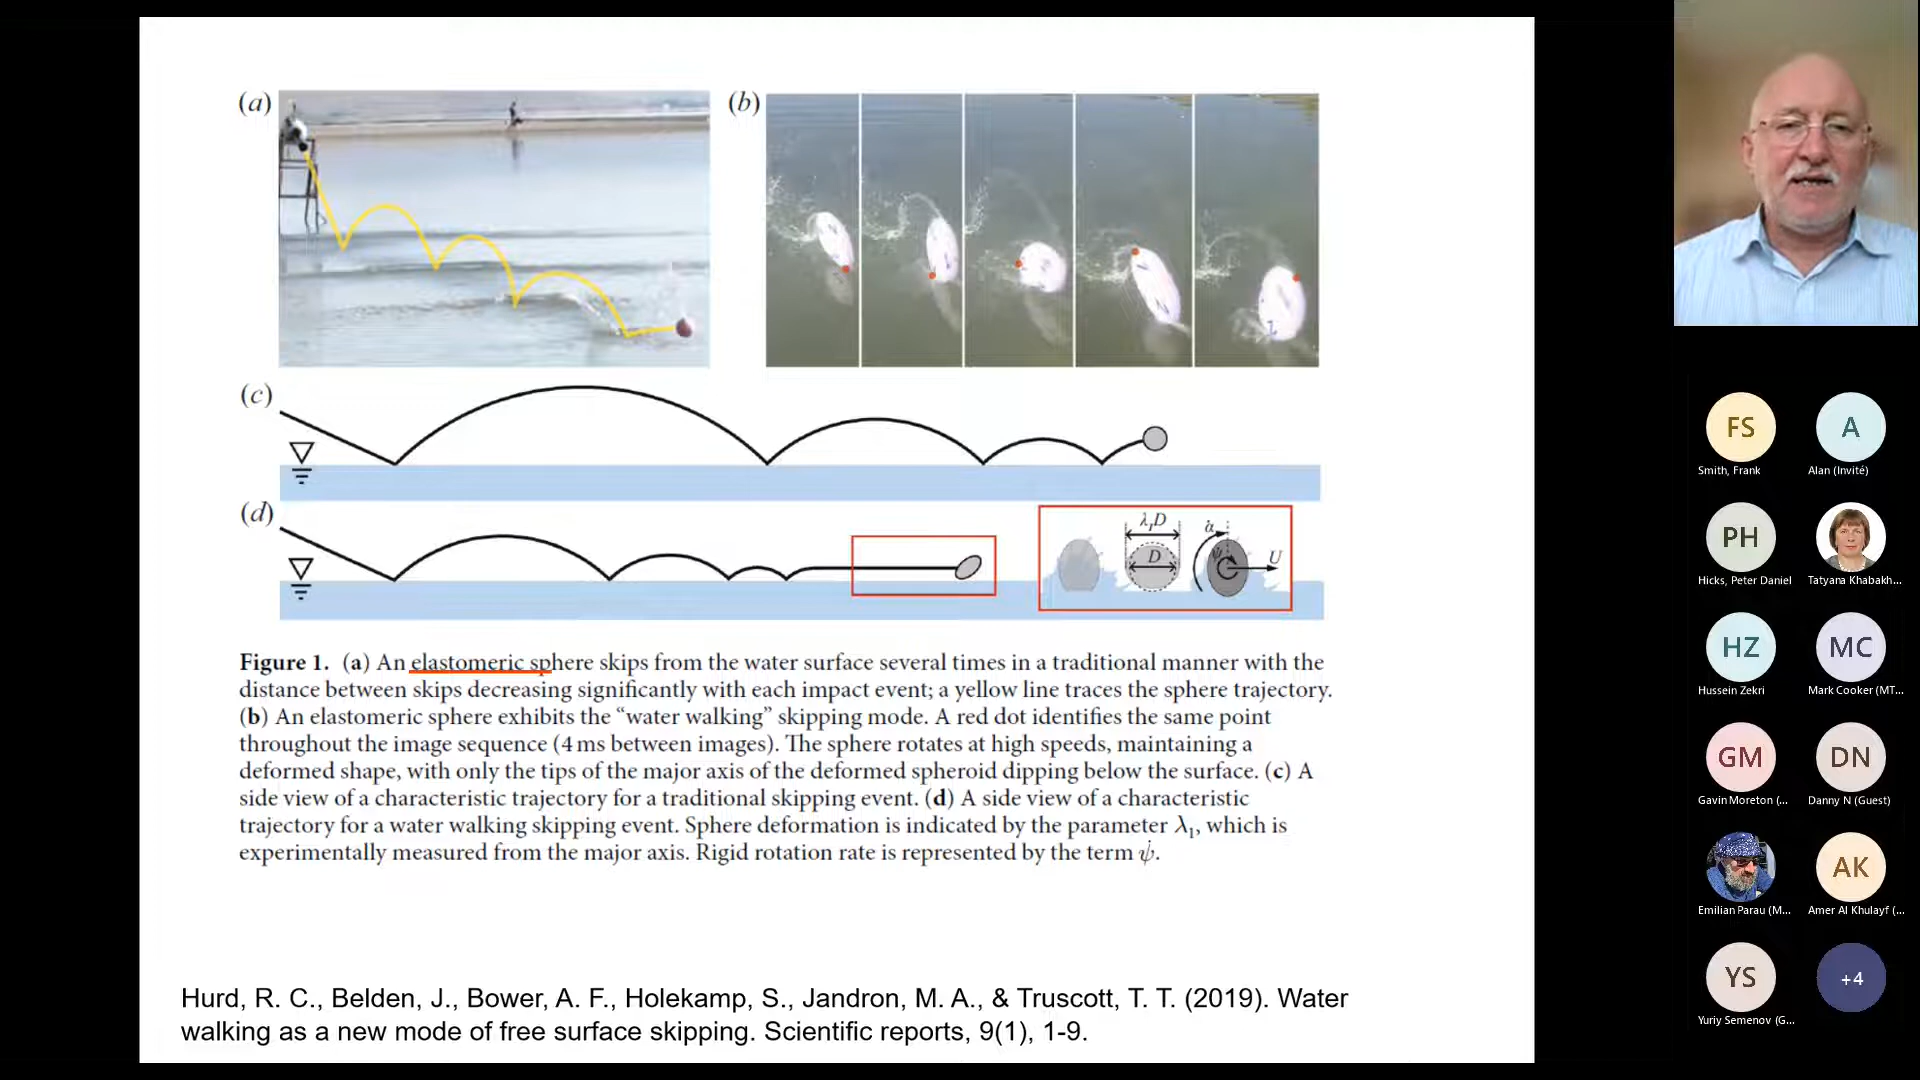 (a)
(b)
(c)
(d)
λ₁D
D
α̇
ψ̇
U
Figure 1. (a) An elastomeric sphere skips from the water surface several times in a traditional manner with the
distance between skips decreasing significantly with each impact event; a yellow line traces the sphere trajectory.
(b) An elastomeric sphere exhibits the “water walking” skipping mode. A red dot identifies the same point
throughout the image sequence (4 ms between images). The sphere rotates at high speeds, maintaining a
deformed shape, with only the tips of the major axis of the deformed spheroid dipping below the surface. (c) A
side view of a characteristic trajectory for a traditional skipping event. (d) A side view of a characteristic
trajectory for a water walking skipping event. Sphere deformation is indicated by the parameter λ₁, which is
experimentally measured from the major axis. Rigid rotation rate is represented by the term ψ̇.
Hurd, R. C., Belden, J., Bower, A. F., Holekamp, S., Jandron, M. A., & Truscott, T. T. (2019). Water
walking as a new mode of free surface skipping. Scientific reports, 9(1), 1-9.
FS
Smith, Frank
A
Alan (Invité)
PH
Hicks, Peter Daniel
Tatyana Khabakh...
HZ
Hussein Zekri
MC
Mark Cooker (MT...
GM
Gavin Moreton (...
DN
Danny N (Guest)
Emilian Parau (M...
AK
Amer Al Khulayf (...
YS
Yuriy Semenov (G...
+4